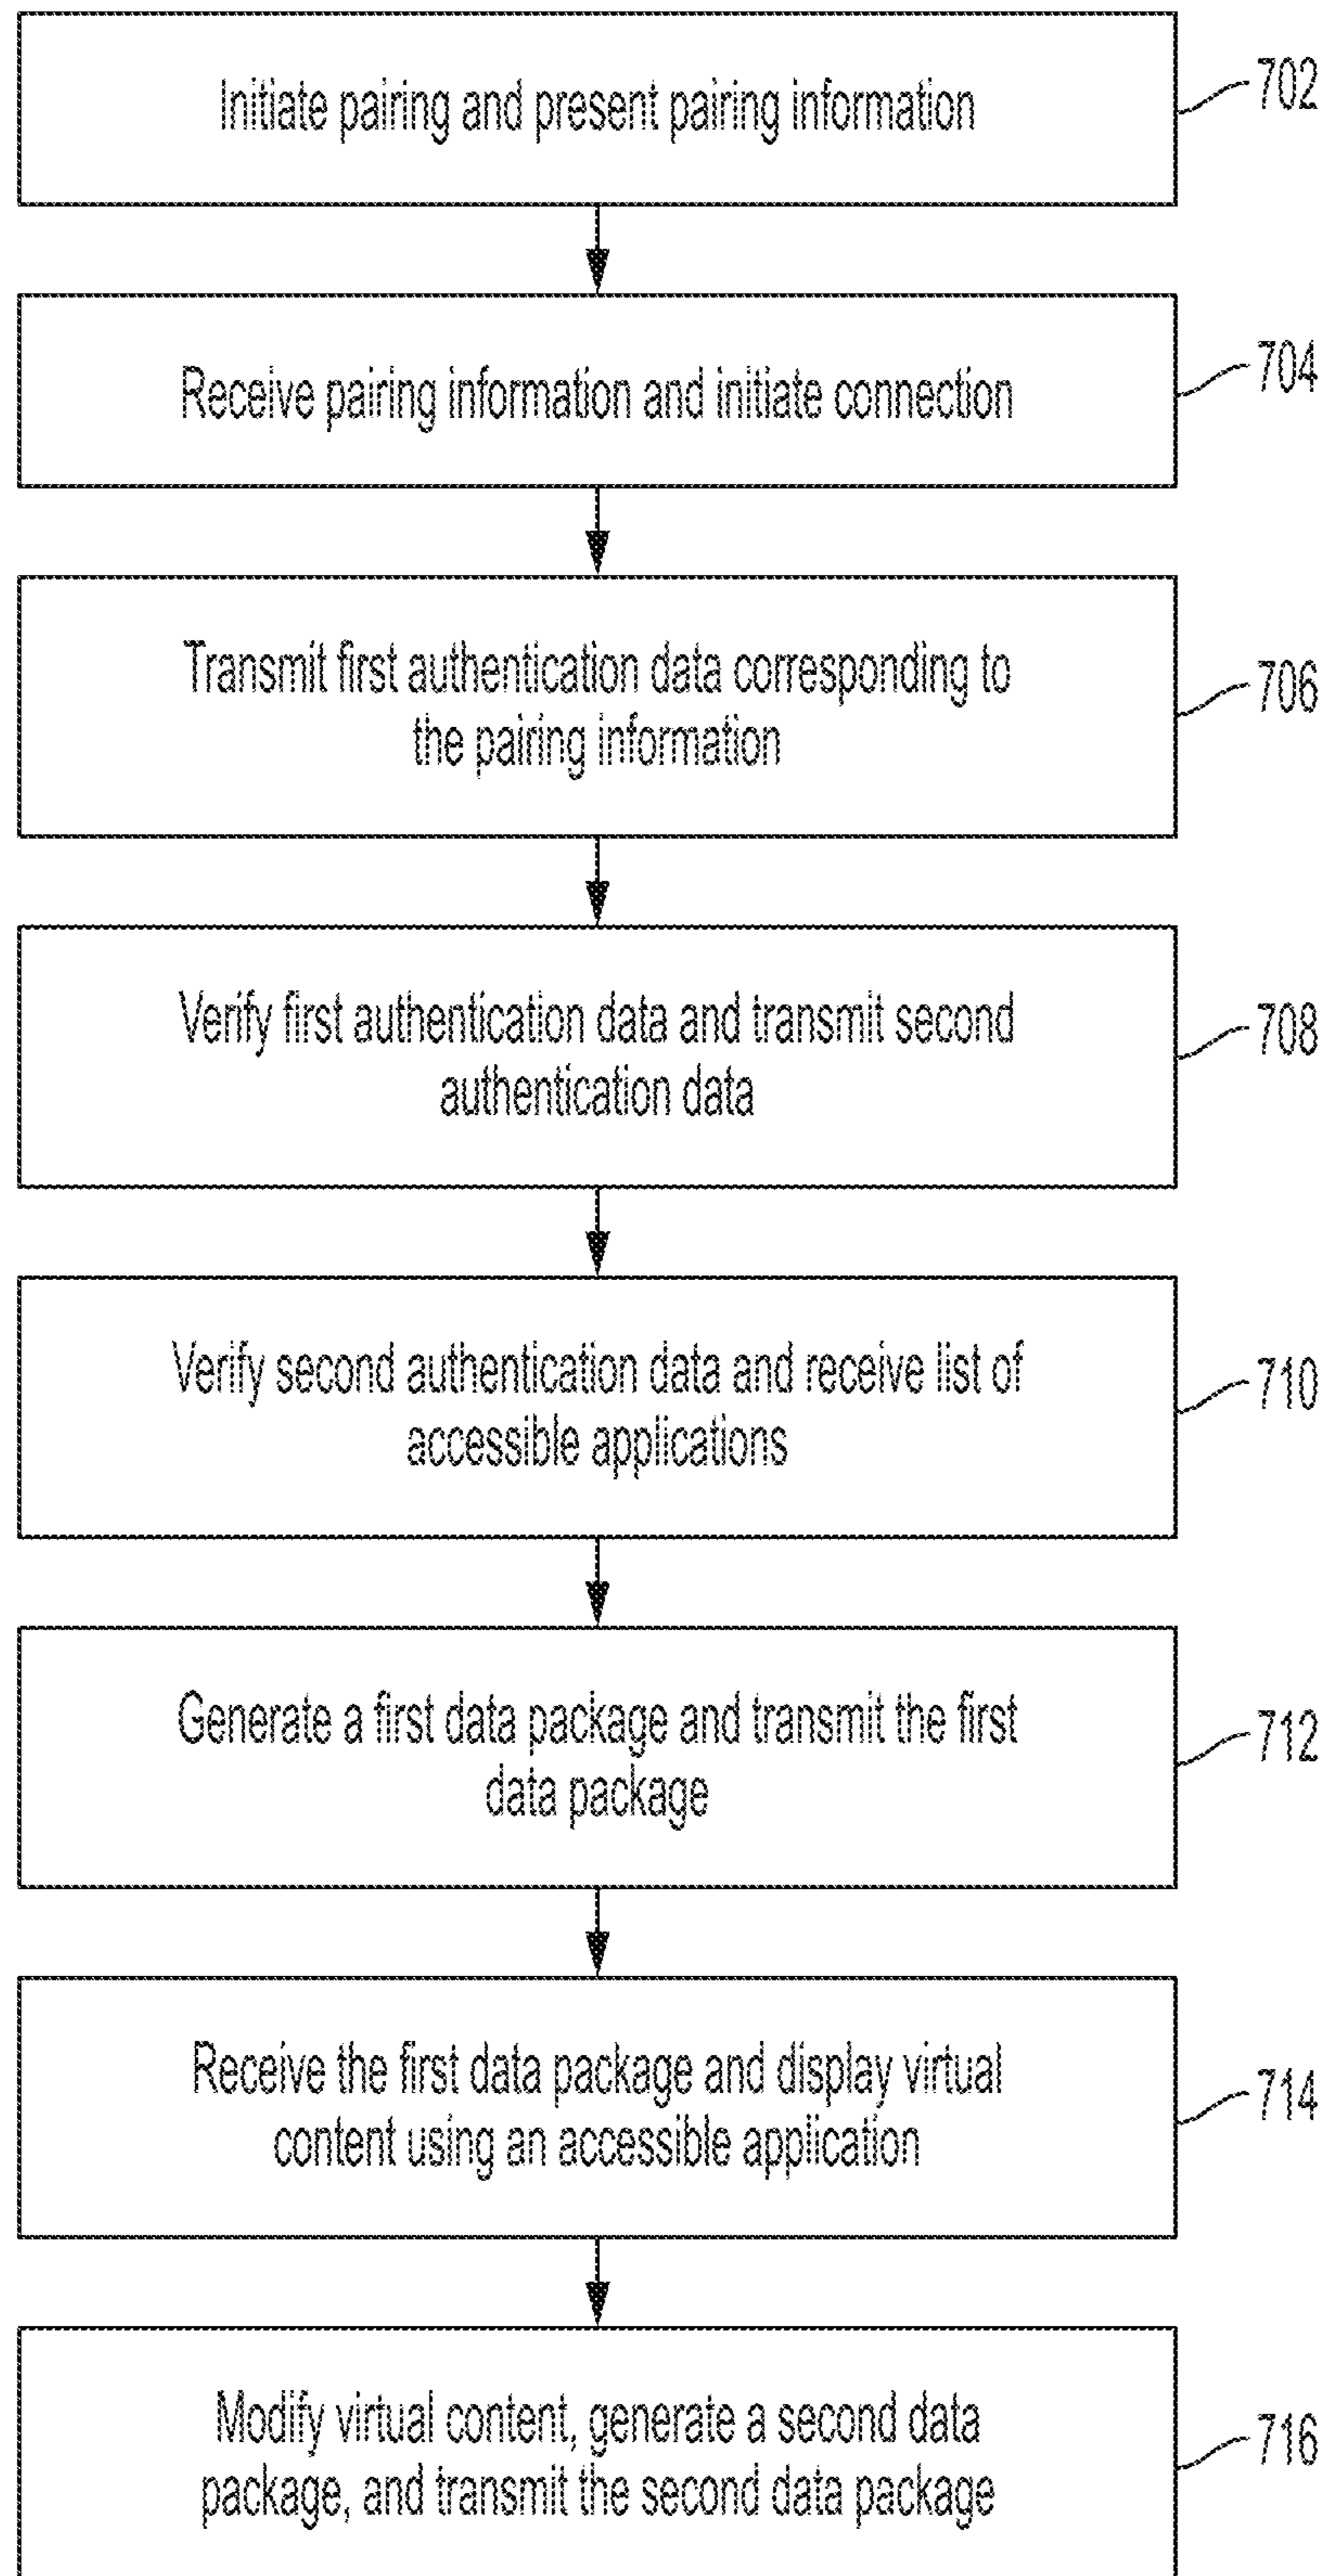 Initiate pairing and present pairing information
702
Receive pairing information and initiate connection
704
Transmit first authentication data corresponding to
the pairing information
706
Verify first authentication data and transmit second
authentication data
708
Verify second authentication data and receive list of
accessible applications
710
Generate a first data package and transmit the first
data package
712
Receive the first data package and display virtual
content using an accessible application
714
Modify virtual content, generate a second data
package, and transmit the second data package
716